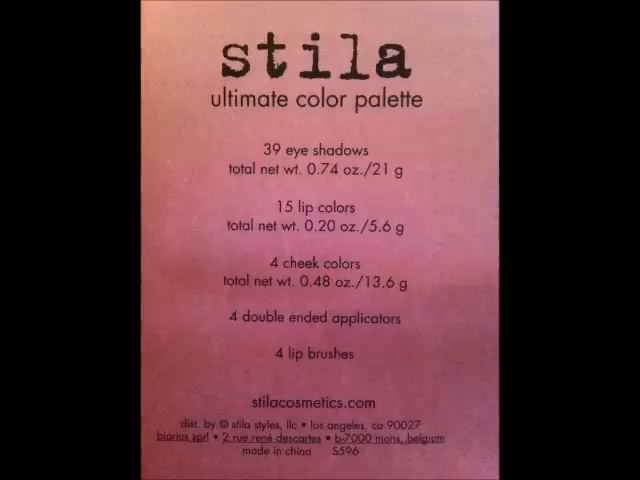 stila
ultimate color palette
39 eye shadows
total net wt. 0.74 oz./21 g
15 lip colors
total net wt. 0.20 oz./5.6 g
4 cheek colors
total net wt. 0.48 oz./13.6 g
4 double ended applicators
4 lip brushes
stilacosmetics.com
dist. by © stila styles, llc • los angeles, ca 90027
biorius sprl • 2 rue rené descartes • b-7000 mons, belgium
made in china S596